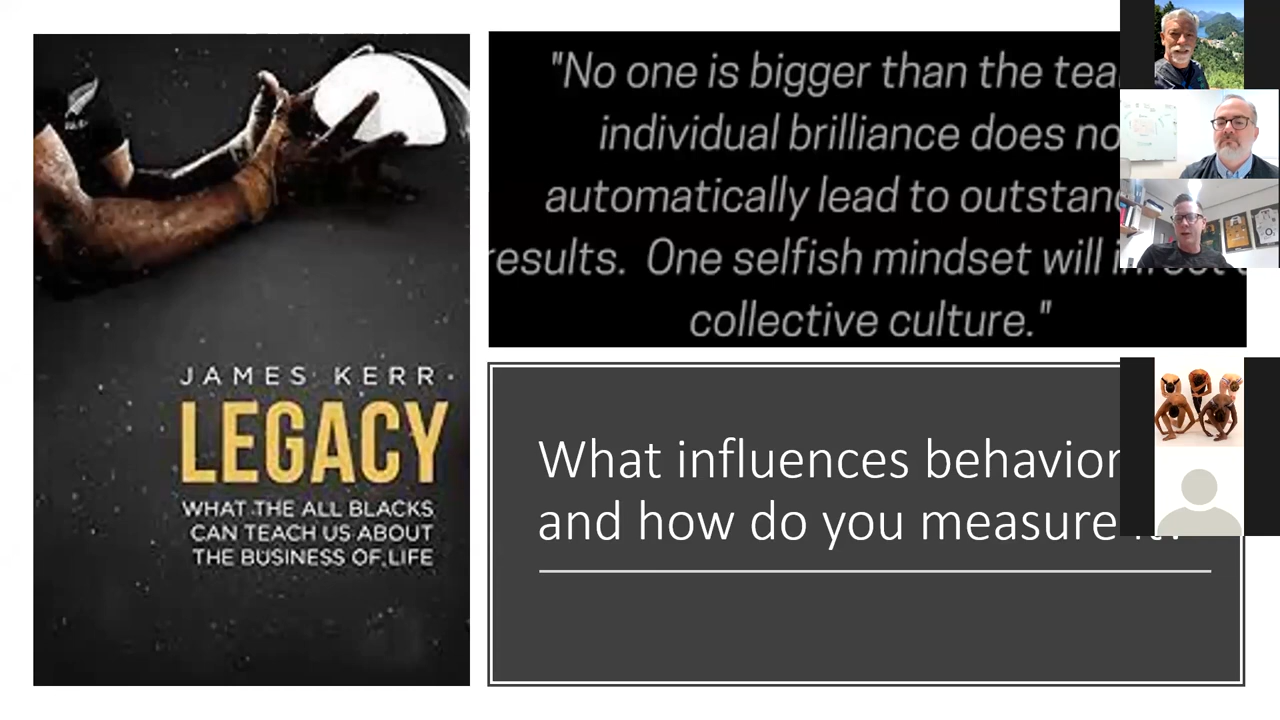 JAMES KERR
LEGACY
WHAT THE ALL BLACKS
CAN TEACH US ABOUT
THE BUSINESS OF LIFE
"No one is bigger than the tea
individual brilliance does no
automatically lead to outstan
results. One selfish mindset will
collective culture."
What influences behavior
and how do you measure it?